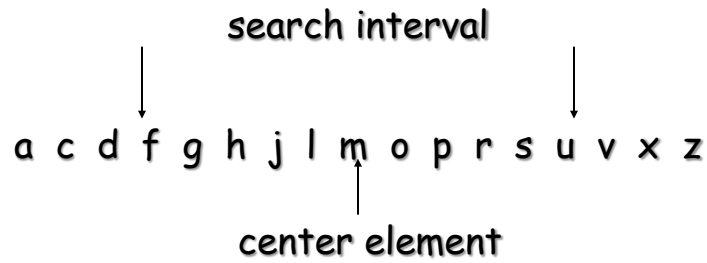 search interval
a c d f g h j l m o p r s u v x z
center element